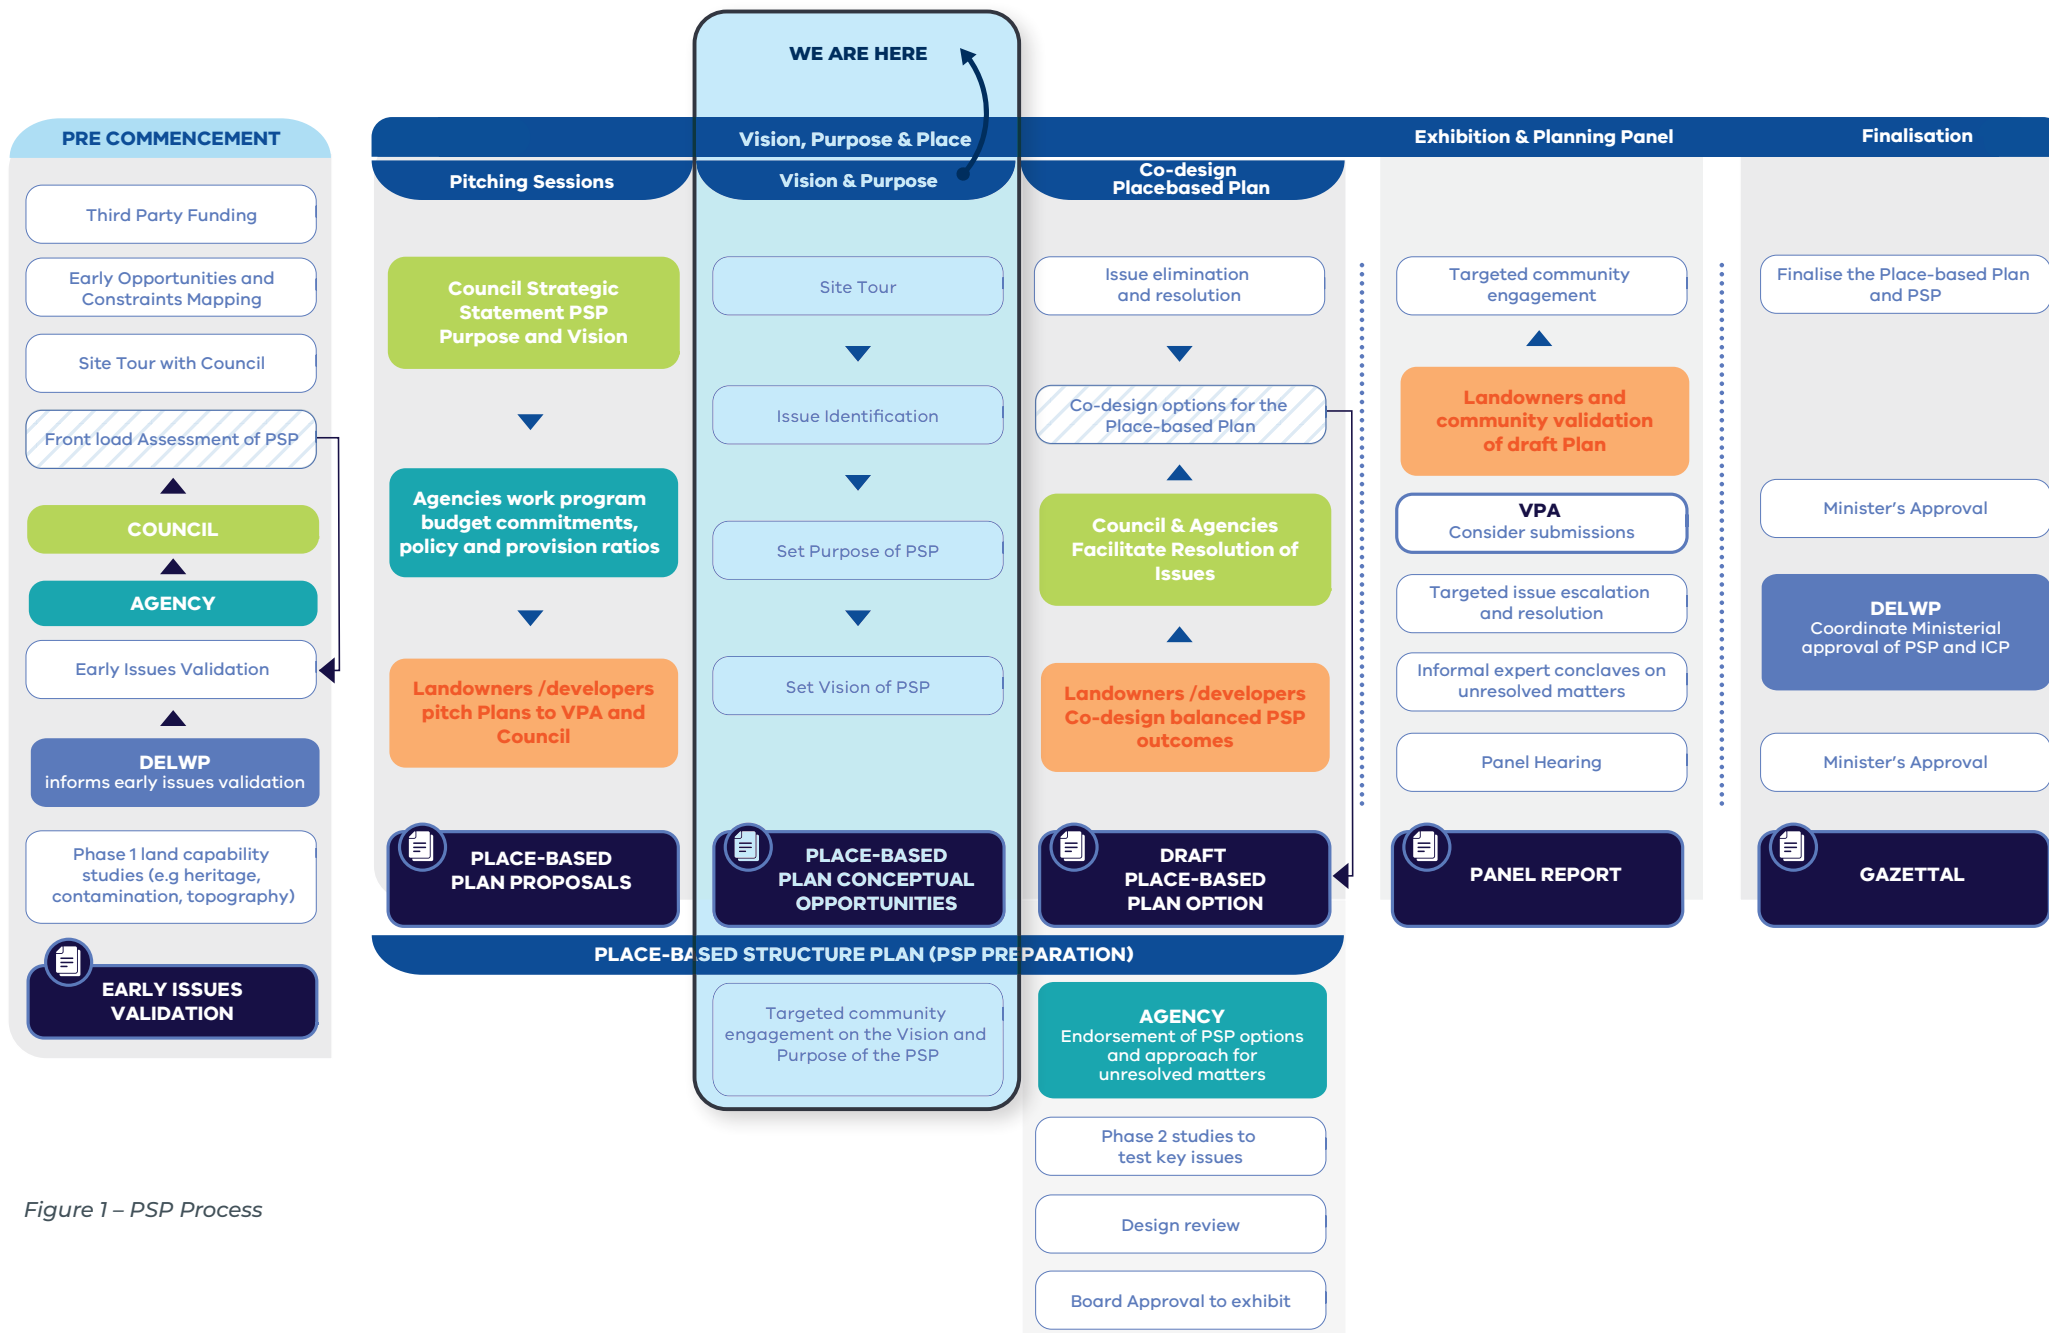 WE ARE HERE
PRE COMMENCEMENT
Third Party Funding
Early Opportunities and
Constraints Mapping
Site Tour with Council
Front load Assessment of PSP
COUNCIL
AGENCY
Early Issues Validation
DELWP
informs early issues validation
Phase 1 land capability
studies (e.g heritage,
contamination, topography)
EARLY ISSUES
VALIDATION
Vision, Purpose & Place
Pitching Sessions
Council Strategic
Statement PSP
Purpose and Vision
Agencies work program
budget commitments,
policy and provision ratios
Landowners /developers
pitch Plans to VPA and
Council
PLACE-BASED
PLAN PROPOSALS
Vision & Purpose
Site Tour
Issue Identification
Set Purpose of PSP
Set Vision of PSP
PLACE-BASED
PLAN CONCEPTUAL
OPPORTUNITIES
Co-design
Placebased Plan
Issue elimination
and resolution
Co-design options for the
Place-based Plan
Council & Agencies
Facilitate Resolution of
Issues
Landowners /developers
Co-design balanced PSP
outcomes
DRAFT
PLACE-BASED
PLAN OPTION
PLACE-BASED STRUCTURE PLAN (PSP PREPARATION)
Targeted community
engagement on the Vision and
Purpose of the PSP
AGENCY
Endorsement of PSP options
and approach for
unresolved matters
Phase 2 studies to
test key issues
Design review
Board Approval to exhibit
Exhibition & Planning Panel
Targeted community
engagement
Landowners and
community validation
of draft Plan
VPA
Consider submissions
Targeted issue escalation
and resolution
Informal expert conclaves on
unresolved matters
Panel Hearing
PANEL REPORT
Finalisation
Finalise the Place-based Plan
and PSP
Minister's Approval
DELWP
Coordinate Ministerial
approval of PSP and ICP
Minister's Approval
GAZETTAL
Figure 1 – PSP Process